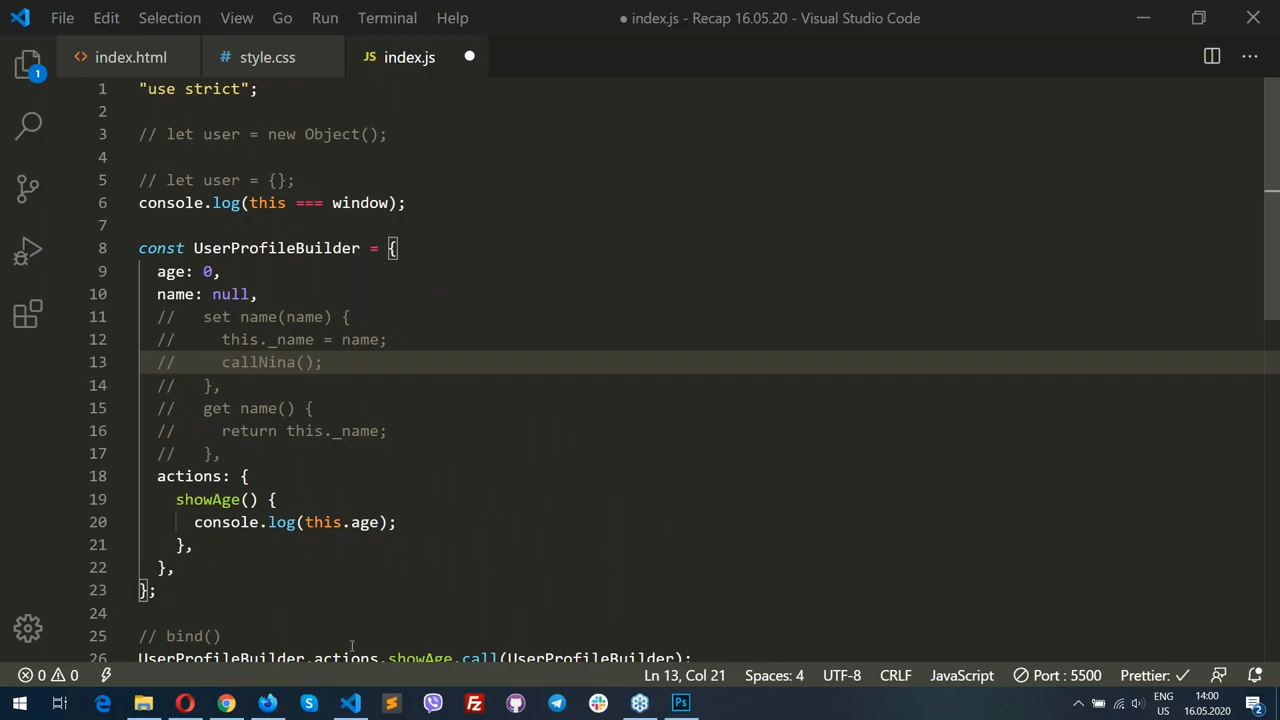 File Edit Selection View Go Run Terminal Help ● index.js - Recap 16.05.20 - Visual Studio Code
index.html # style.css JS index.js
1
1 "use strict";
2
3 // let user = new Object();
4
5 // let user = {};
6 console.log(this === window);
7
8 const UserProfileBuilder = {
9 age: 0,
10 name: null,
11 // set name(name) {
12 // this._name = name;
13 // callNina();
14 // },
15 // get name() {
16 // return this._name;
17 // },
18 actions: {
19 showAge() {
20 console.log(this.age);
21 },
22 },
23 };
24
25 // bind()
26 UserProfileBuilder.actions.showAge.call(UserProfileBuilder);
0 0 Ln 13, Col 21 Spaces: 4 UTF-8 CRLF JavaScript Port : 5500 Prettier: ✓
ENG 14:00
УС 16.05.2020 2